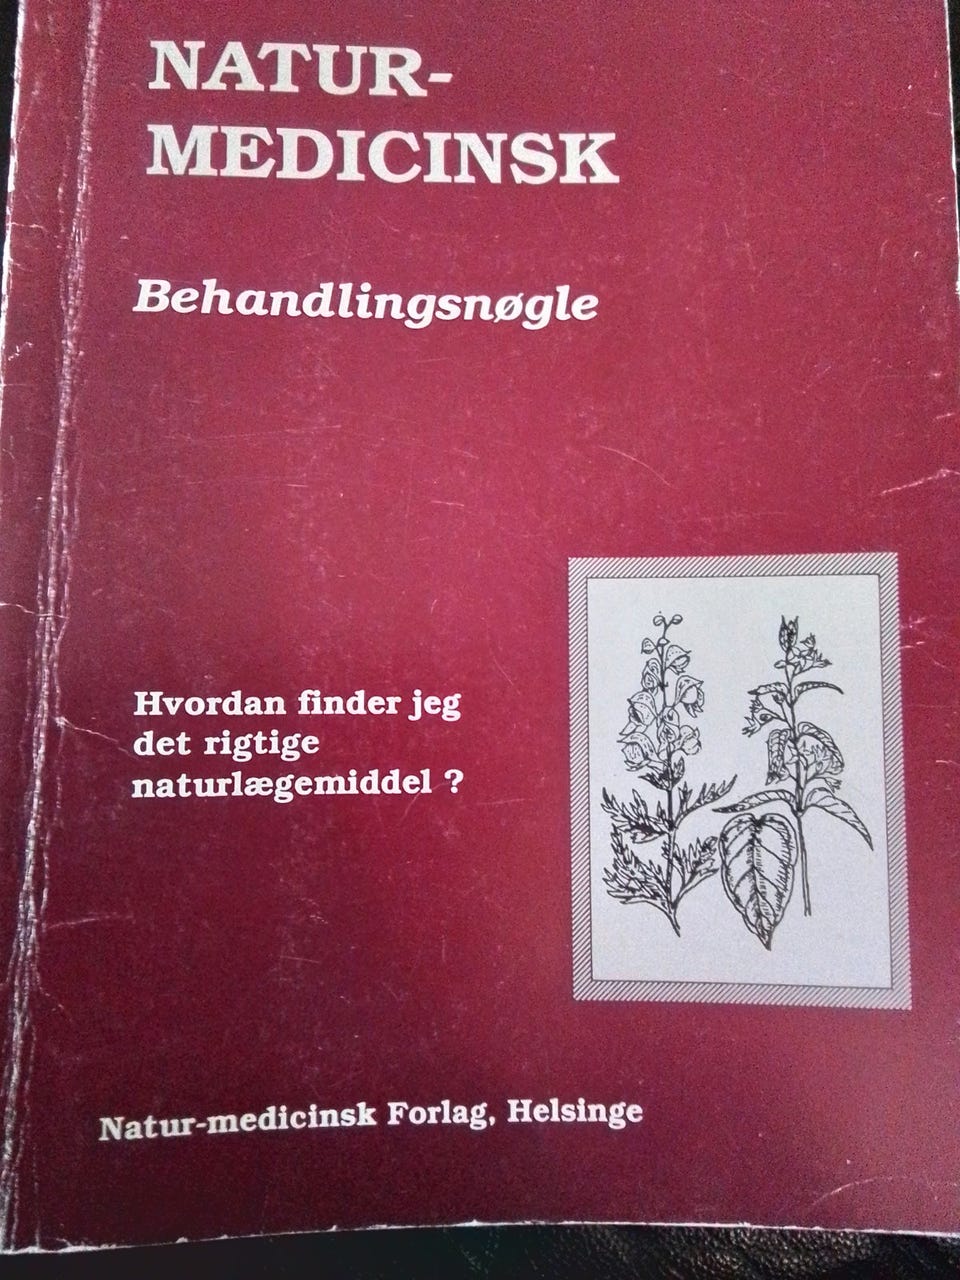 NATUR-
MEDICINSK
Behandlingsnøgle
Hvordan finder jeg
det rigtige
naturlægemiddel ?
Natur-medicinsk Forlag, Helsinge